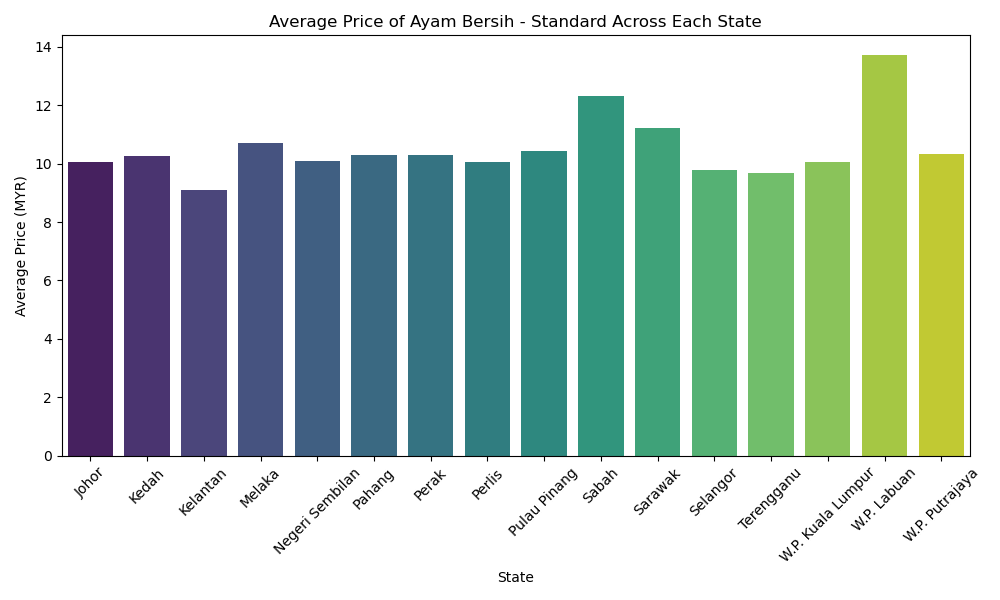 Average Price of Ayam Bersih - Standard Across Each State
Average Price (MYR)
14
12
10
8
6
4
2
0
Johor
Kedah
Kelantan
Melaka
Negeri Sembilan
Pahang
Perak
Perlis
Pulau Pinang
Sabah
Sarawak
Selangor
Terengganu
W.P. Kuala Lumpur
W.P. Labuan
W.P. Putrajaya
State